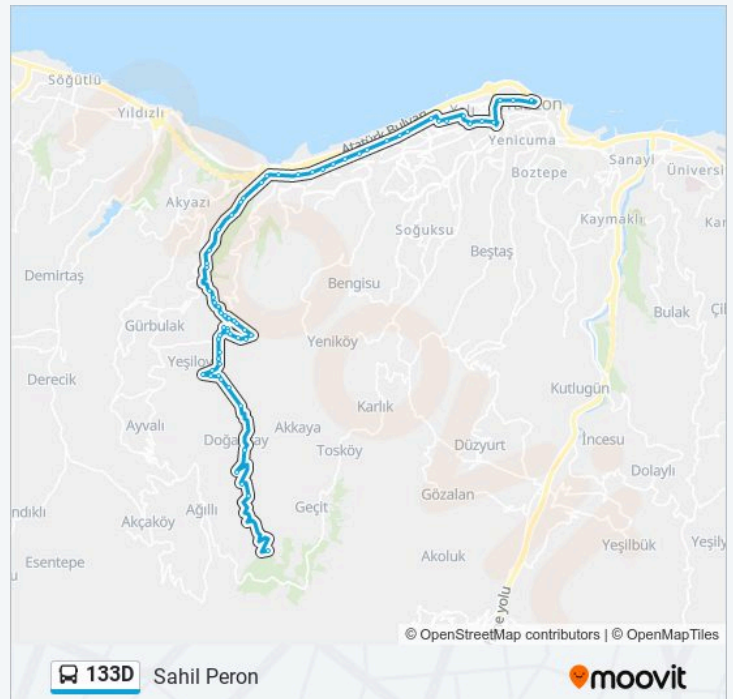 Söğütlü
Yıldızlı
Atatürk Bulvarı
Yenicuma
Sanayi
Boztepe
Üniversi
Akyazı
Kaymaklı
Soğuksu
Demirtaş
Beştaş
Bengisu
Bulak
Gürbulak
Yeniköy
Derecik
Karlık
Kutlugün
Ayvalı
Akkaya
Düzyurt
İncesu
Tosköy
Dolaylı
Gözalan
Ağıllı
Geçit
Akçaköy
Yeşilbük
Esentepe
Akoluk
© OpenStreetMap contributors | © OpenMapTiles
133D Sahil Peron
moovit